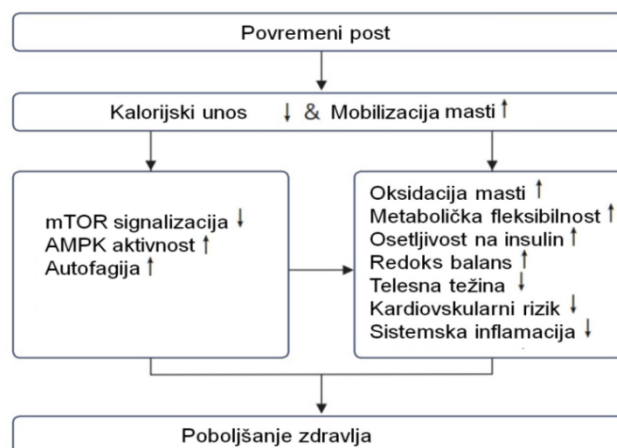 Povremeni post
Kalorijski unos ↓ & Mobilizacija masti ↑
mTOR signalizacija ↓
AMPK aktivnost ↑
Autofagija ↑
Oksidacija masti ↑
Metabolička fleksibilnost ↑
Osetljivost na insulin ↑
Redoks balans ↑
Telesna težina ↓
Kardiovskularni rizik ↓
Sistemska inflamacija ↓
Poboljšanje zdravlja